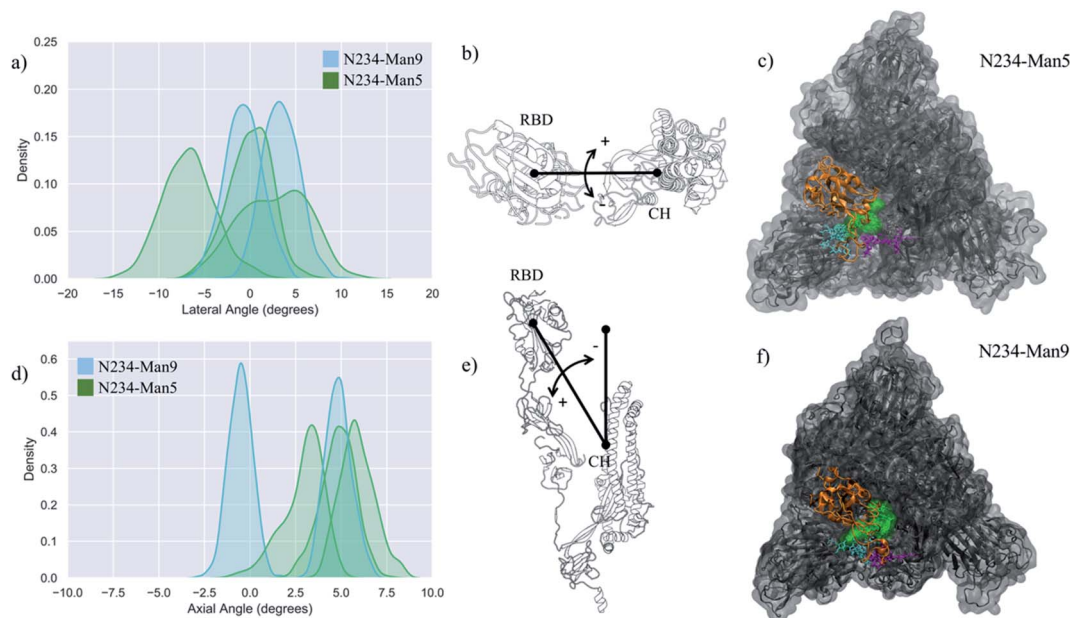 a)
0.25
0.20
0.15
0.10
0.05
0.00
Density
N234-Man9
N234-Man5
−20 −15 −10 −5 0 5 10 15 20
Lateral Angle (degrees)
b)
RBD
+
-
CH
c)
N234-Man5
d)
0.6
0.5
0.4
0.3
0.2
0.1
0.0
Density
N234-Man9
N234-Man5
−10.0 −7.5 −5.0 −2.5 0.0 2.5 5.0 7.5 10.0
Axial Angle (degrees)
RBD
e)
-
+
CH
f)
N234-Man9